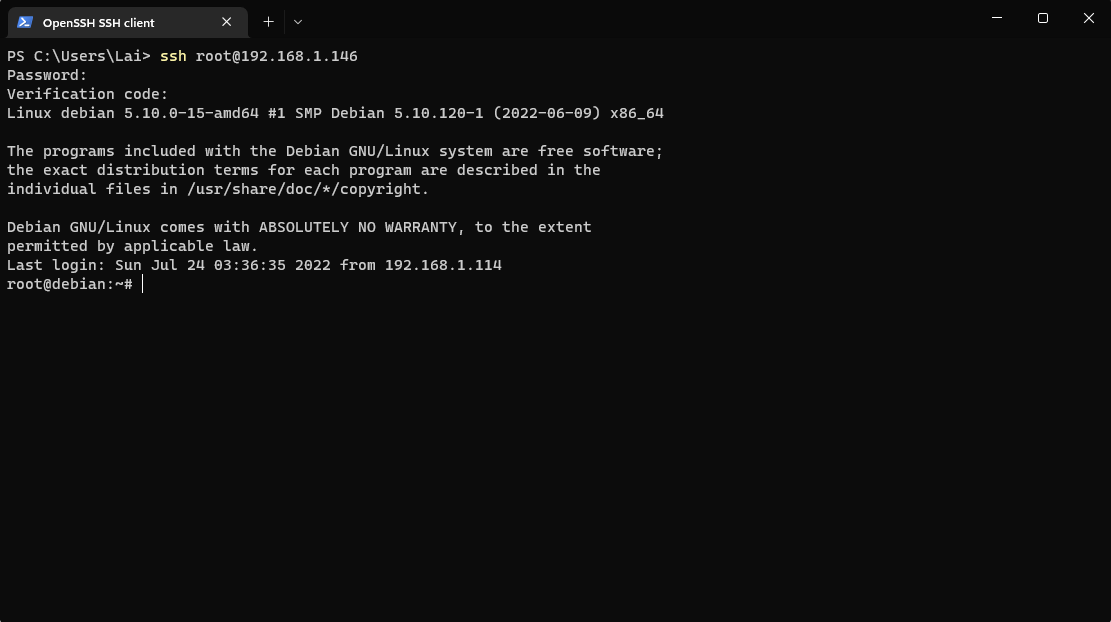 OpenSSH SSH client
PS C:\Users\Lai> ssh root@192.168.1.146
Password:
Verification code:
Linux debian 5.10.0-15-amd64 #1 SMP Debian 5.10.120-1 (2022-06-09) x86_64
The programs included with the Debian GNU/Linux system are free software;
the exact distribution terms for each program are described in the
individual files in /usr/share/doc/*/copyright.
Debian GNU/Linux comes with ABSOLUTELY NO WARRANTY, to the extent
permitted by applicable law.
Last login: Sun Jul 24 03:36:35 2022 from 192.168.1.114
root@debian:~#